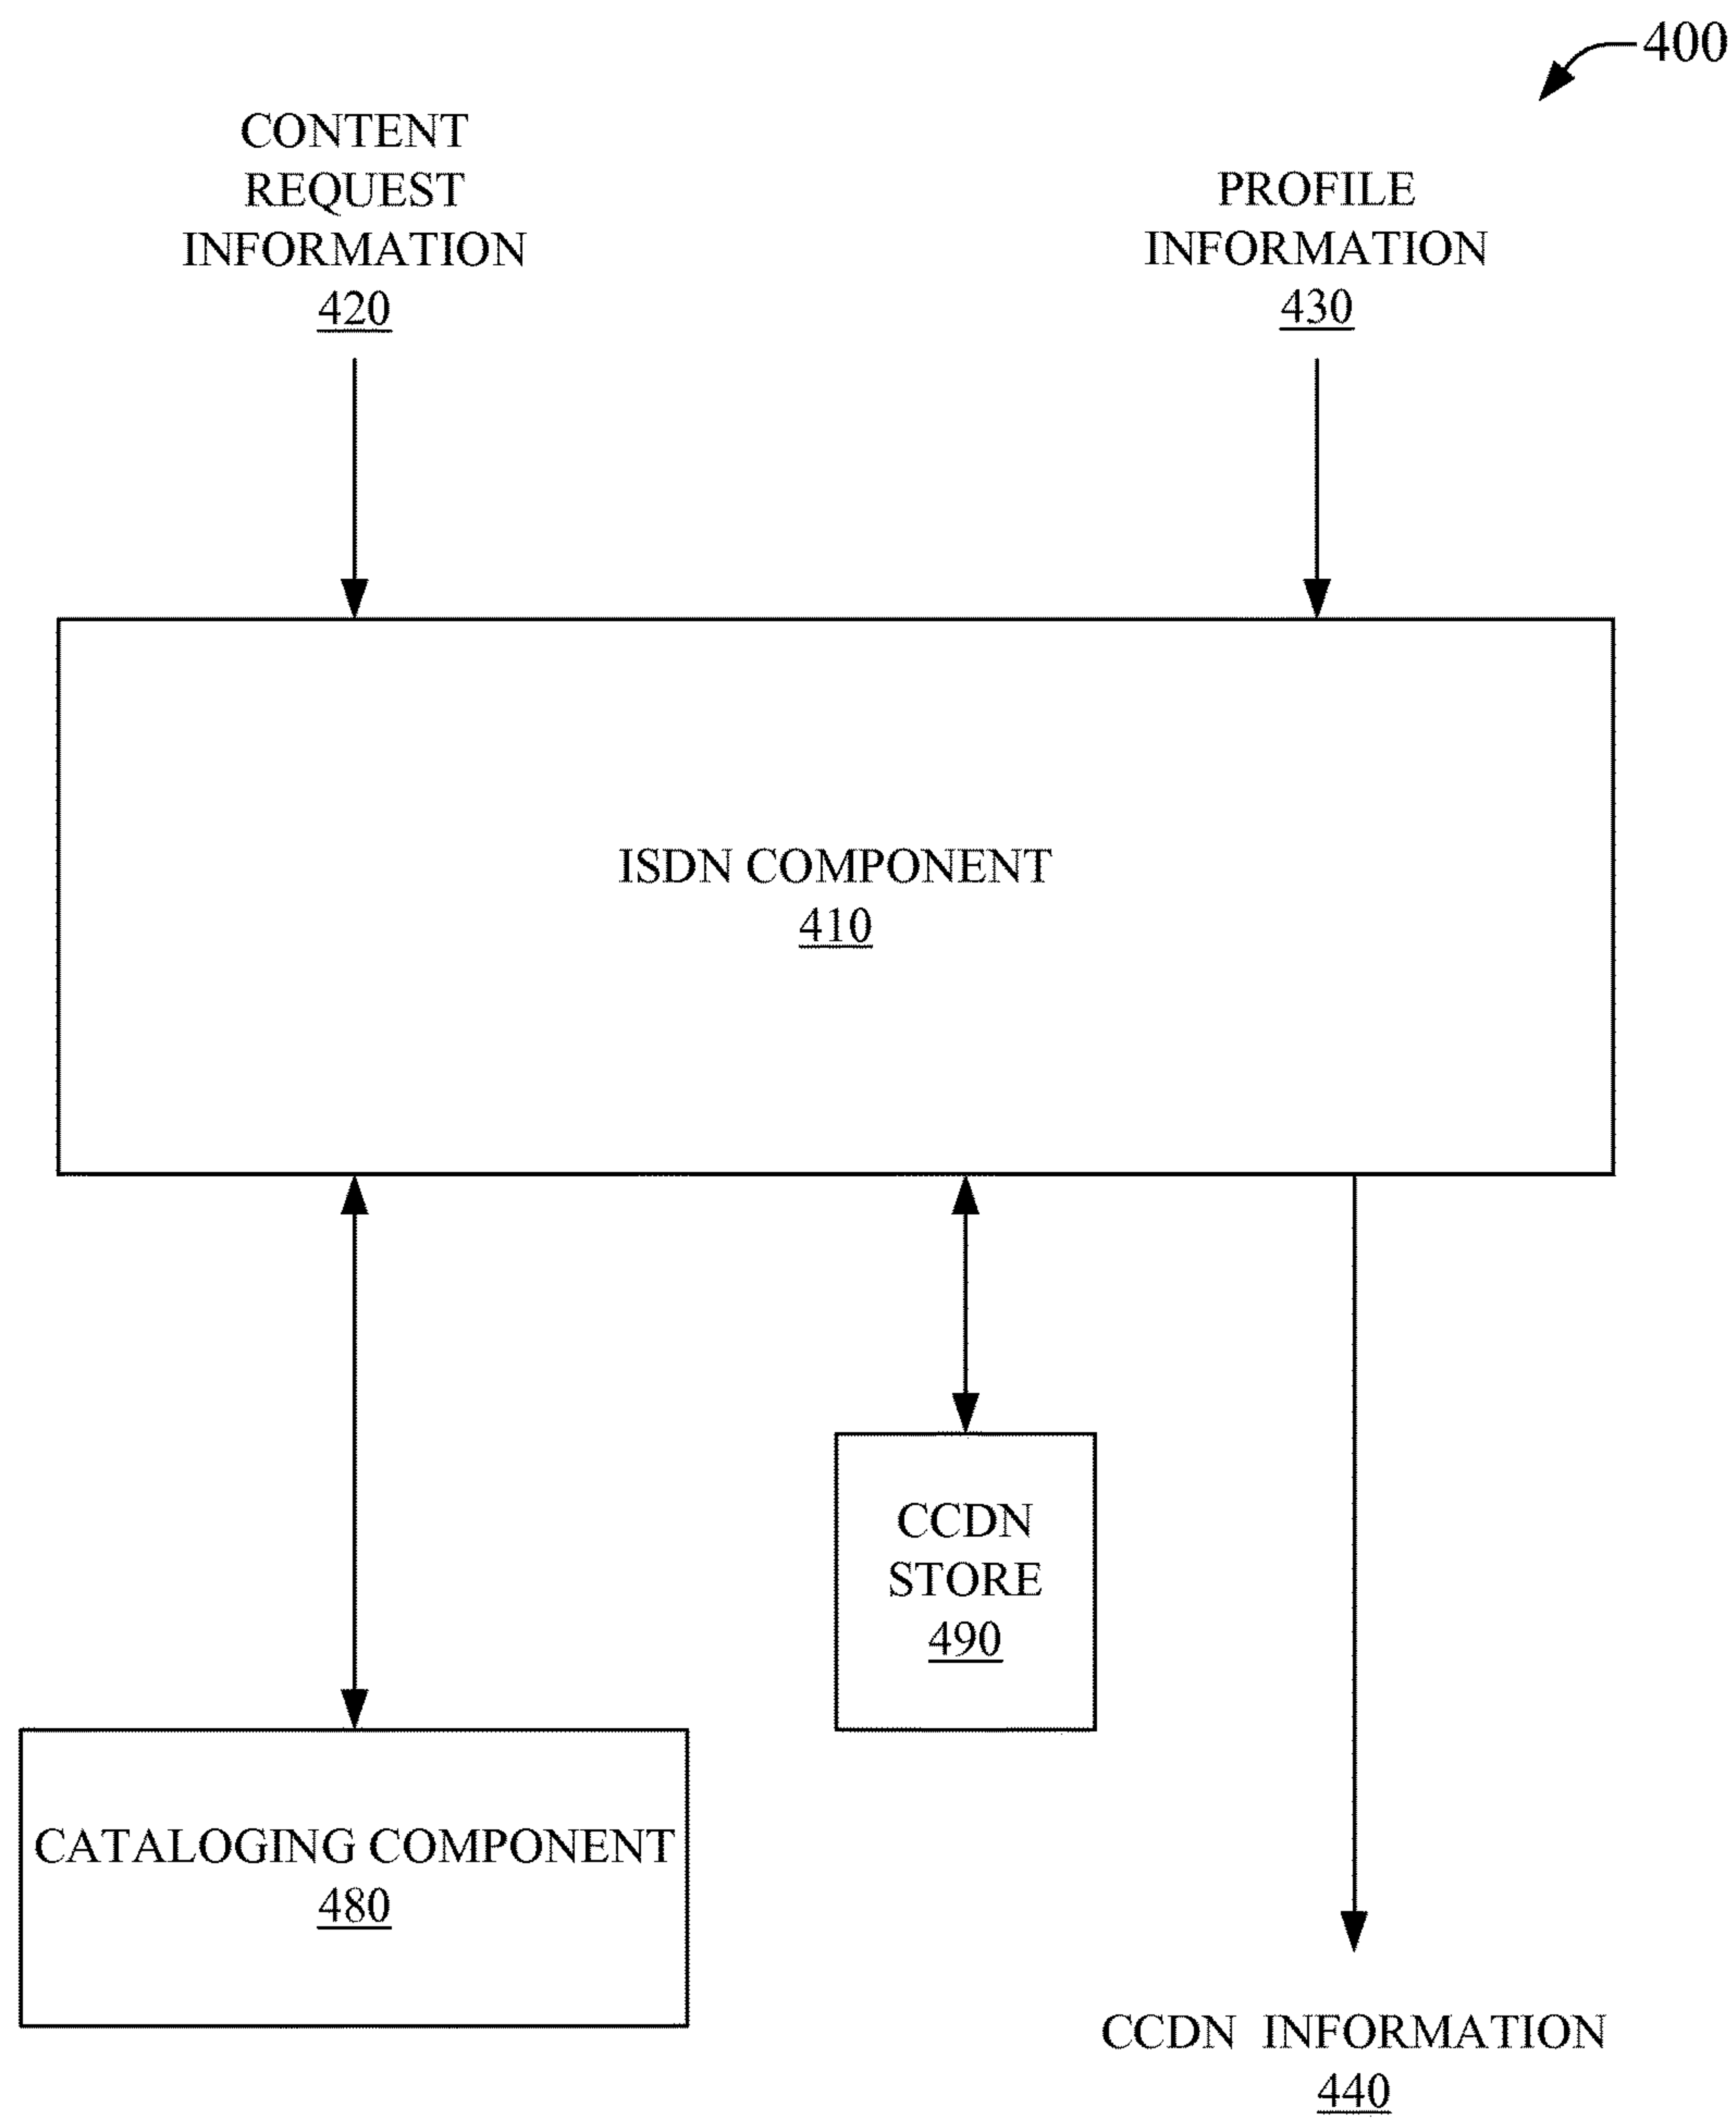 400
CONTENT
REQUEST
INFORMATION
420
PROFILE
INFORMATION
430
ISDN COMPONENT
410
CCDN
STORE
490
CATALOGING COMPONENT
480
CCDN INFORMATION
440